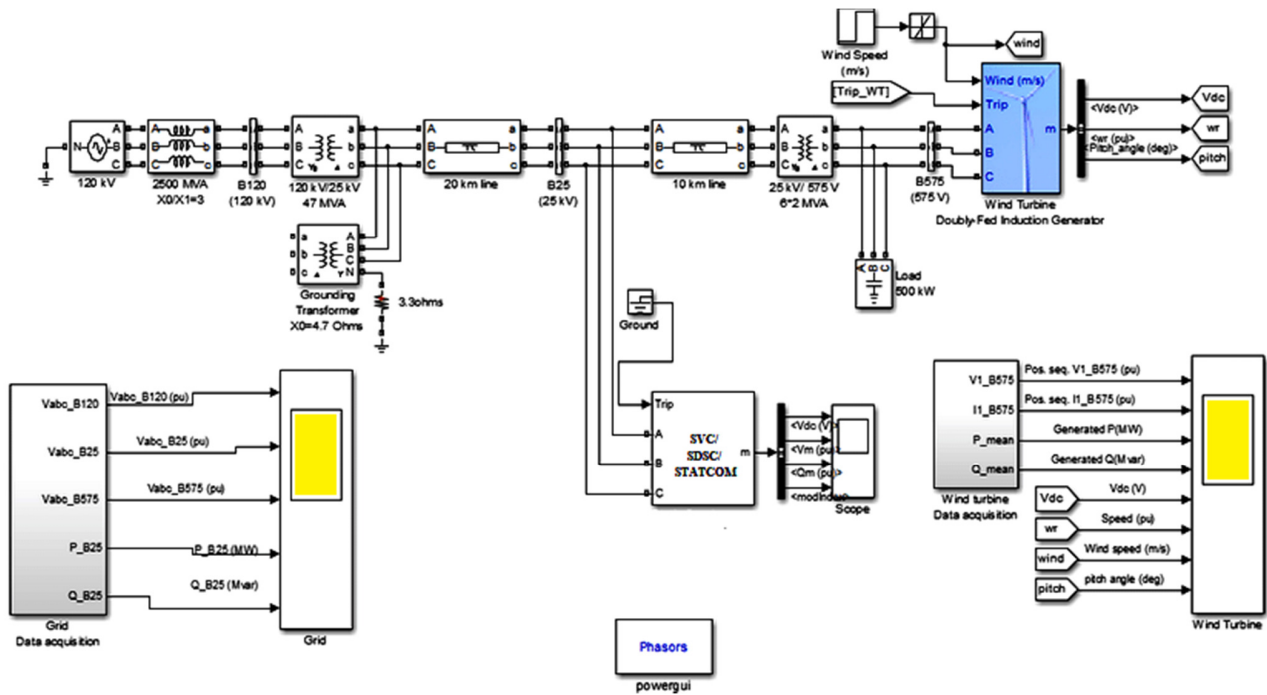 Wind Speed
(m/s)
wind
[Trip_WT]
Wind (m/s)
Trip
A
B
C
m
<Vdc (V)>
<wr (pu)>
<Pitch_angle (deg)>
Vdc
wr
pitch
Wind Turbine
Doubly-Fed Induction Generator
N
A
B
C
120 kV
A
B
C
a
b
c
2500 MVA
X0/X1=3
B120
(120 kV)
A
B
C
a
b
c
120 kV/25 kV
47 MVA
A
B
C
a
b
c
20 km line
B25
(25 kV)
A
B
C
a
b
c
10 km line
A
B
C
a
b
c
25 kV/ 575 V
6*2 MVA
B575
(575 V)
a
b
c
A
B
C
N
Grounding
Transformer
X0=4.7 Ohms
3.3ohms
A
B
C
Load
500 kW
Ground
Trip
A
B
C
SVC/
SDSC/
STATCOM
m
<Vdc (V)>
<Vm (pu)>
<Qm (pu)>
Scope
Vabc_B120
Vabc_B25
Vabc_B575
P_B25
Q_B25
Vabc_B120 (pu)
Vabc_B25 (pu)
Vabc_B575 (pu)
P_B25 (MW)
Q_B25 (Mvar)
Grid
Data acquisition
Grid
V1_B575
I1_B575
P_mean
Q_mean
Pos. seq. V1_B575 (pu)
Pos. seq. I1_B575 (pu)
Generated P(MW)
Generated Q(Mvar)
Wind turbine
Data acquisition
Vdc
Vdc (V)
wr
Speed (pu)
wind
Wind speed (m/s)
pitch
pitch angle (deg)
Wind Turbine
Phasors
powergui